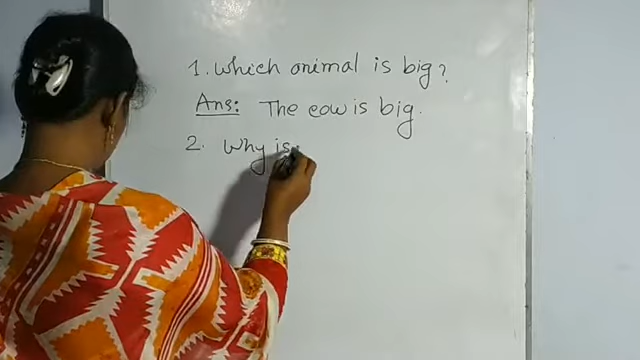 1. Which animal is big?
Ans: The cow is big.
2. Why is